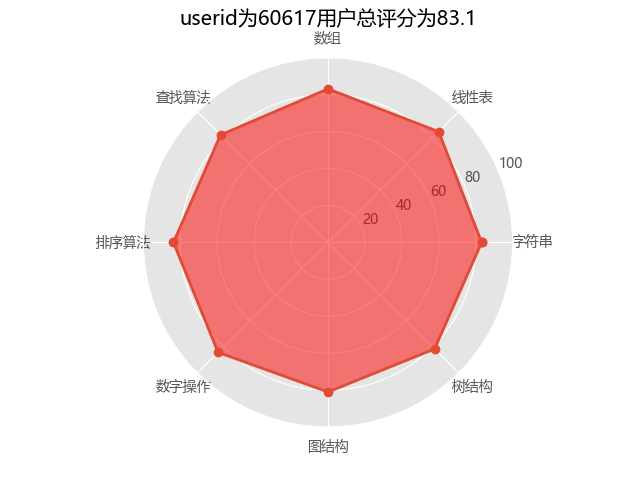 userid为60617用户总评分为83.1
数组
查找算法
线性表
100
80
60
40
20
排序算法
字符串
数字操作
树结构
图结构